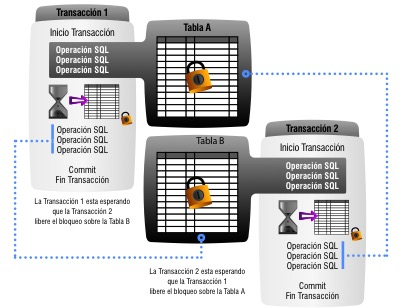 Transacción 1
Inicio Transacción
Operación SQL
Operación SQL
Operación SQL
Operación SQL
Operación SQL
Operación SQL
Commit
Fin Transacción
La Transacción 1 esta esperando
que la Transacción 2
libere el bloqueo sobre la Tabla B
Tabla A
Tabla B
Transacción 2
Inicio Transacción
Operación SQL
Operación SQL
Operación SQL
Operación SQL
Operación SQL
Operación SQL
Commit
Fin Transacción
La Transacción 2 esta esperando
que la Transacción 1
libere el bloqueo sobre la Tabla A